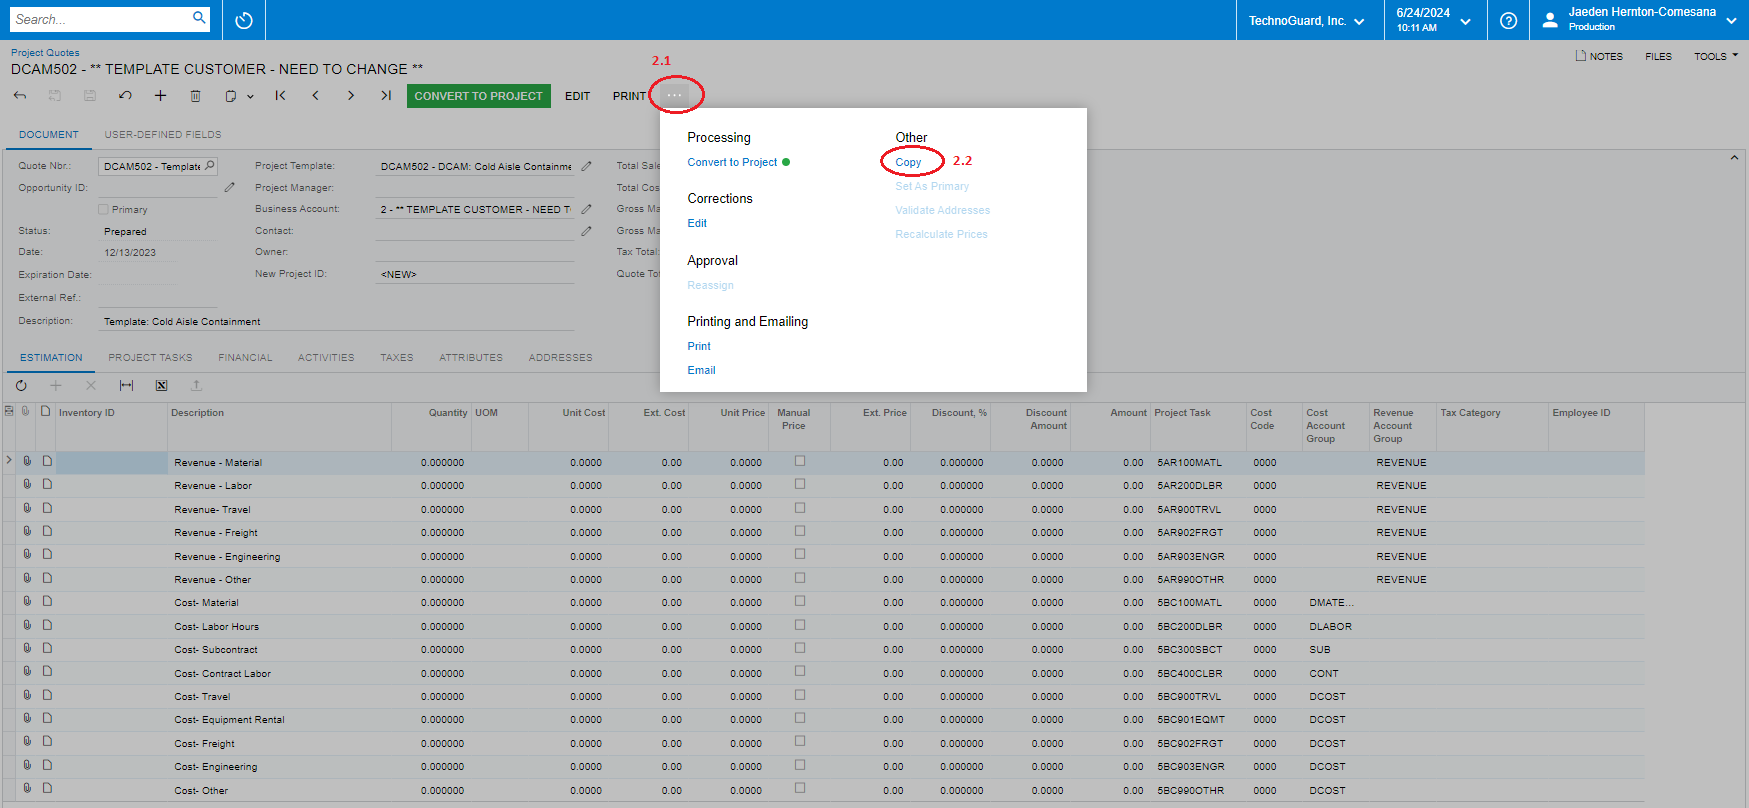 Search...
TechnoGuard, Inc.
6/24/2024
10:11 AM
Jaeden Hernton-Comesana
Production
Project Quotes
DCAM502 - ** TEMPLATE CUSTOMER - NEED TO CHANGE **
2.1
NOTES FILES TOOLS
CONVERT TO PROJECT EDIT PRINT ...
DOCUMENT USER-DEFINED FIELDS
Processing
Convert to Project
Corrections
Edit
Approval
Reassign
Printing and Emailing
Print
Email
Other
Copy 2.2
Set As Primary
Validate Addresses
Recalculate Prices
Quote Nbr.: DCAM502 - Template
Opportunity ID:
Primary
Status: Prepared
Date: 12/13/2023
Expiration Date:
External Ref.:
Description: Template: Cold Aisle Containment
Project Template: DCAM502 - DCAM: Cold Aisle Containme
Project Manager:
Business Account: 2 - ** TEMPLATE CUSTOMER - NEED T
Contact:
Owner:
New Project ID: <NEW>
Total Sale
Total Cos
Gross Ma
Gross Ma
Tax Total:
Quote To
ESTIMATION PROJECT TASKS FINANCIAL ACTIVITIES TAXES ATTRIBUTES ADDRESSES
Inventory ID Description Quantity UOM Unit Cost Ext. Cost Unit Price Manual Price Ext. Price Discount, % Discount Amount Amount Project Task Cost Code Cost Account Group Revenue Account Group Tax Category Employee ID
Revenue - Material 0.000000 0.0000 0.00 0.0000 0.00 0.000000 0.0000 0.00 5AR100MATL 0000 REVENUE
Revenue - Labor 0.000000 0.0000 0.00 0.0000 0.00 0.000000 0.0000 0.00 5AR200DLBR 0000 REVENUE
Revenue- Travel 0.000000 0.0000 0.00 0.0000 0.00 0.000000 0.0000 0.00 5AR900TRVL 0000 REVENUE
Revenue - Freight 0.000000 0.0000 0.00 0.0000 0.00 0.000000 0.0000 0.00 5AR902FRGT 0000 REVENUE
Revenue - Engineering 0.000000 0.0000 0.00 0.0000 0.00 0.000000 0.0000 0.00 5AR903ENGR 0000 REVENUE
Revenue - Other 0.000000 0.0000 0.00 0.0000 0.00 0.000000 0.0000 0.00 5AR990OTHR 0000 REVENUE
Cost- Material 0.000000 0.0000 0.00 0.0000 0.00 0.000000 0.0000 0.00 5BC100MATL 0000 DMATE...
Cost- Labor Hours 0.000000 0.0000 0.00 0.0000 0.00 0.000000 0.0000 0.00 5BC200DLBR 0000 DLABOR
Cost- Subcontract 0.000000 0.0000 0.00 0.0000 0.00 0.000000 0.0000 0.00 5BC300SBCT 0000 SUB
Cost- Contract Labor 0.000000 0.0000 0.00 0.0000 0.00 0.000000 0.0000 0.00 5BC400CLBR 0000 CONT
Cost- Travel 0.000000 0.0000 0.00 0.0000 0.00 0.000000 0.0000 0.00 5BC900TRVL 0000 DCOST
Cost- Equipment Rental 0.000000 0.0000 0.00 0.0000 0.00 0.000000 0.0000 0.00 5BC901EQMT 0000 DCOST
Cost- Freight 0.000000 0.0000 0.00 0.0000 0.00 0.000000 0.0000 0.00 5BC902FRGT 0000 DCOST
Cost- Engineering 0.000000 0.0000 0.00 0.0000 0.00 0.000000 0.0000 0.00 5BC903ENGR 0000 DCOST
Cost- Other 0.000000 0.0000 0.00 0.0000 0.00 0.000000 0.0000 0.00 5BC990OTHR 0000 DCOST